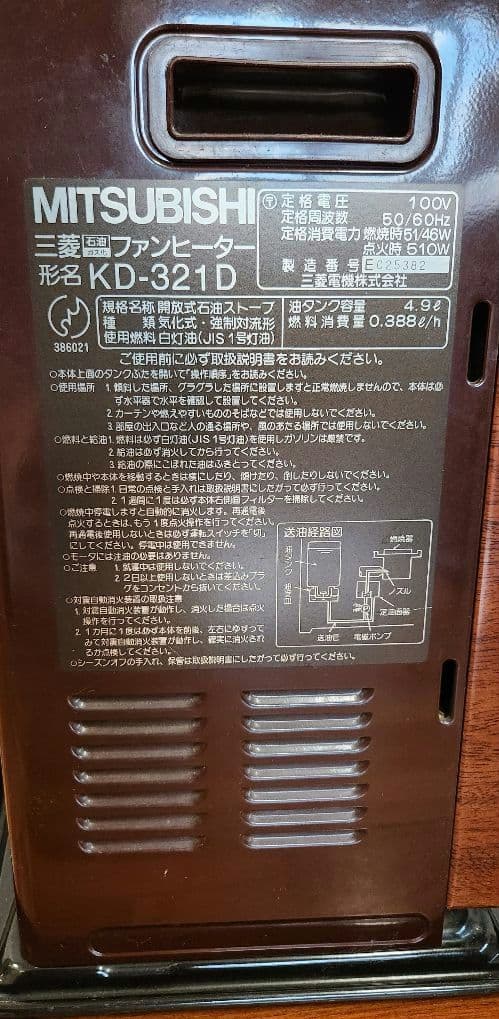 MITSUBISHI
三菱 石油 ガス化 ファンヒーター
形名 KD-321D
〒 定格電圧 100V
定格周波数 50/60Hz
定格消費電力 燃焼時51/46W
点火時 510W
製造番号 EC25382
三菱電機株式会社
386021
規格名称 開放式石油ストーブ
種類 気化式・強制対流形
使用燃料 白灯油(JIS1号灯油)
油タンク容量 4.9ℓ
燃料消費量 0.388ℓ/h
ご使用前に必ず取扱説明書をお読みください。
○本体上面のタンクふたを開いて「操作順序」をお読みください。
○使用場所 1. 傾斜した場所、グラグラした場所に設置しますと正常燃焼しませんので、本体は必
ず水平器で水平を確認して設置してください。
2. カーテンや燃えやすいもののそばなどでは使用しないでください。
3. 部屋の出入口など人の通る場所や、風のあたる場所では使用しないでください。
○燃料と給油 1. 燃料は必ず白灯油(JIS1号灯油)を使用しガソリンは厳禁です。
2. 給油は必ず消火してから行ってください。
3. 給油の際にこぼれた油はふきとってください。
○燃焼中や本体を移動するときは横にしたり、傾けたり、倒したりしないでください。
○点検と掃除 1. 日常の点検と手入れは取扱説明書にしたがって必ず行ってください。
2. 1週間に1度は必ず本体右側面フィルターを掃除してください。
○燃焼中停電しますと自動的に消火します。再通電後
点火するときは、もう1度点火操作を行ってください。
再通電後使用しないときは必ず運転スイッチを「切」
にしてください。停電中は使用できません。
○モータには注油の必要はありません。
○ご注意 1. 就寝中は使用しないでください。
2. 2日以上使用しないときは差込みプラ
グをコンセントから抜いてください。
○対震自動消火装置の取扱注意
1. 対震自動消火装置が動作し、消火した場合は点火
操作を行ってください。
2. 1カ月に1度は必ず本体を前後、左右にゆすって
みて対震自動消火装置が動作し、確実に消火され
るか点検してください。
○シーズンオフの手入れ、保管は取扱説明書にしたがって必ず行ってください。
送油経路図
油タンク
油受皿
燃焼器
ノズル
定油面器
送油管
電磁ポンプ